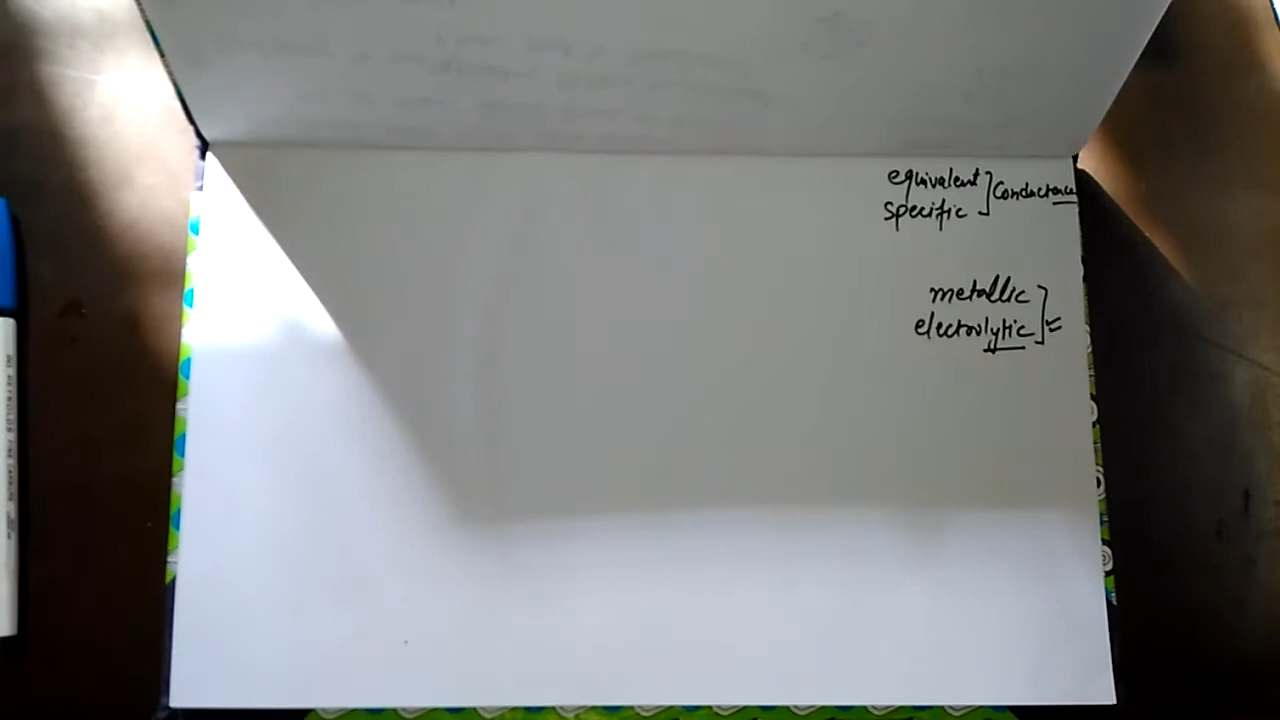 equivalent ] Conductance
specific
metallic ]
electrolytic